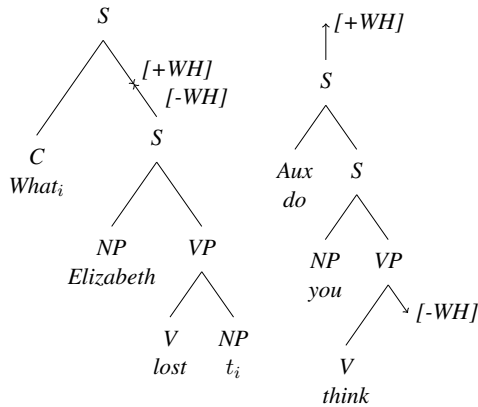 S
[+WH]
[-WH]
C
What_i
S
NP
Elizabeth
VP
V
lost
NP
t_i
[+WH]
S
Aux
do
S
NP
you
VP
[-WH]
V
think